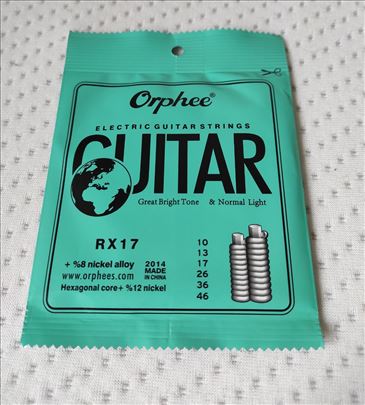 Orphee®
ELECTRIC GUITAR STRINGS
GUITAR
Great Bright Tone & Normal Light
RX17
+ %8 nickel alloy
www.orphees.com
Hexagonal core+ %12 nickel
2014
MADE
IN CHINA
10
13
17
26
36
46